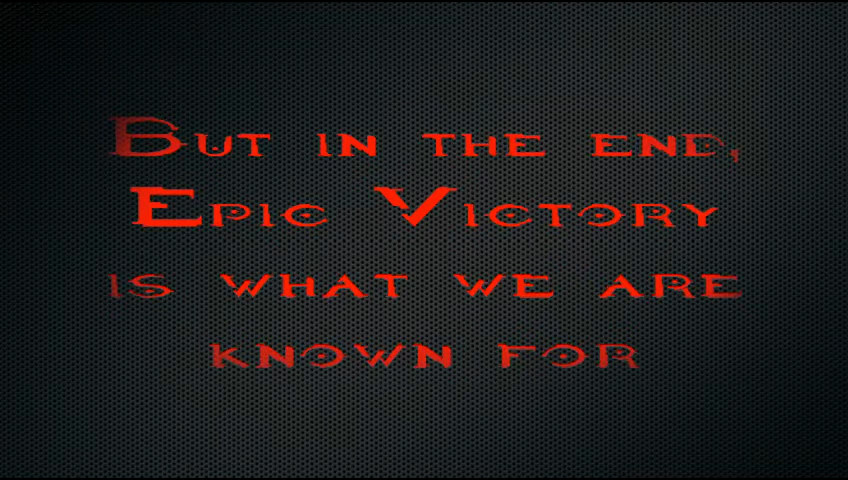 But in the end,
Epic Victory
is what we are
known for